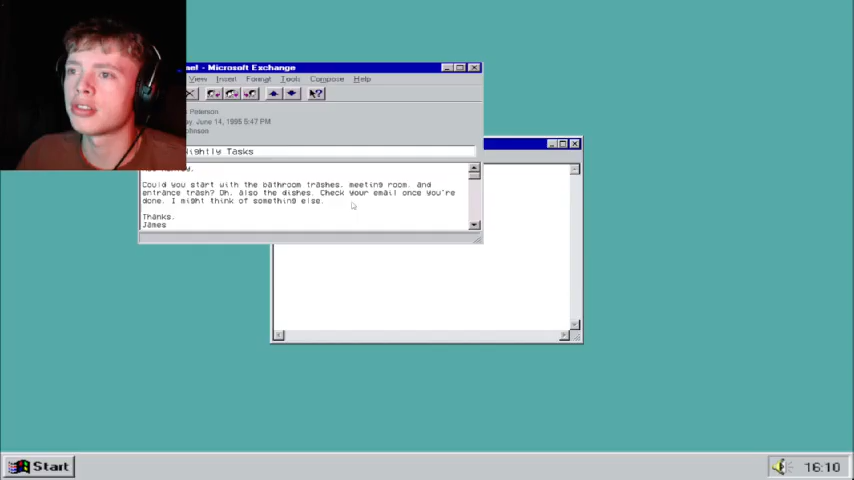 - Microsoft Exchange
View Insert Format Tools Compose Help
Peterson
June 14, 1995 5:47 PM
Nightly Tasks
Could you start with the bathroom trashes, meeting room, and
entrance trash? Oh, also the dishes. Check your email once you're
done. I might think of something else.
Thanks,
James
Start
16:10